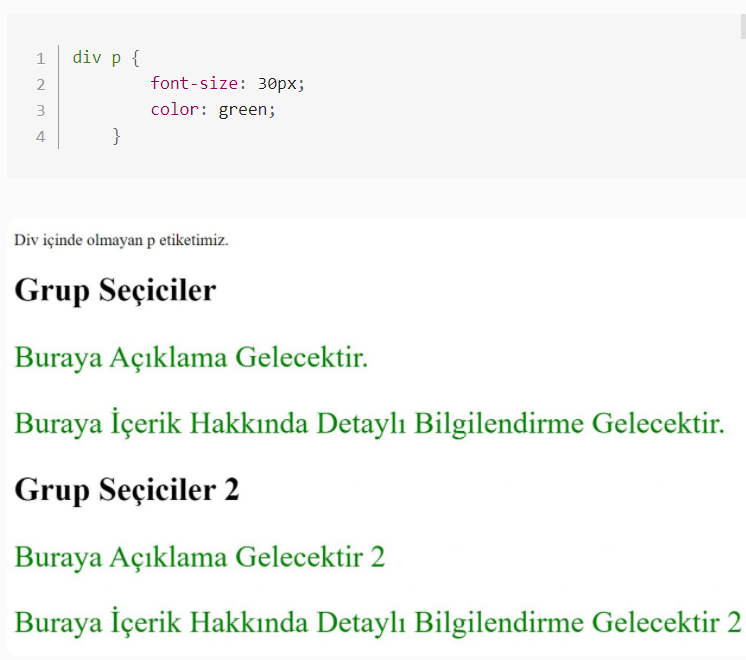 1 div p {
2 font-size: 30px;
3 color: green;
4 }
Div içinde olmayan p etiketimiz.
Grup Seçiciler
Buraya Açıklama Gelecektir.
Buraya İçerik Hakkında Detaylı Bilgilendirme Gelecektir.
Grup Seçiciler 2
Buraya Açıklama Gelecektir 2
Buraya İçerik Hakkında Detaylı Bilgilendirme Gelecektir 2